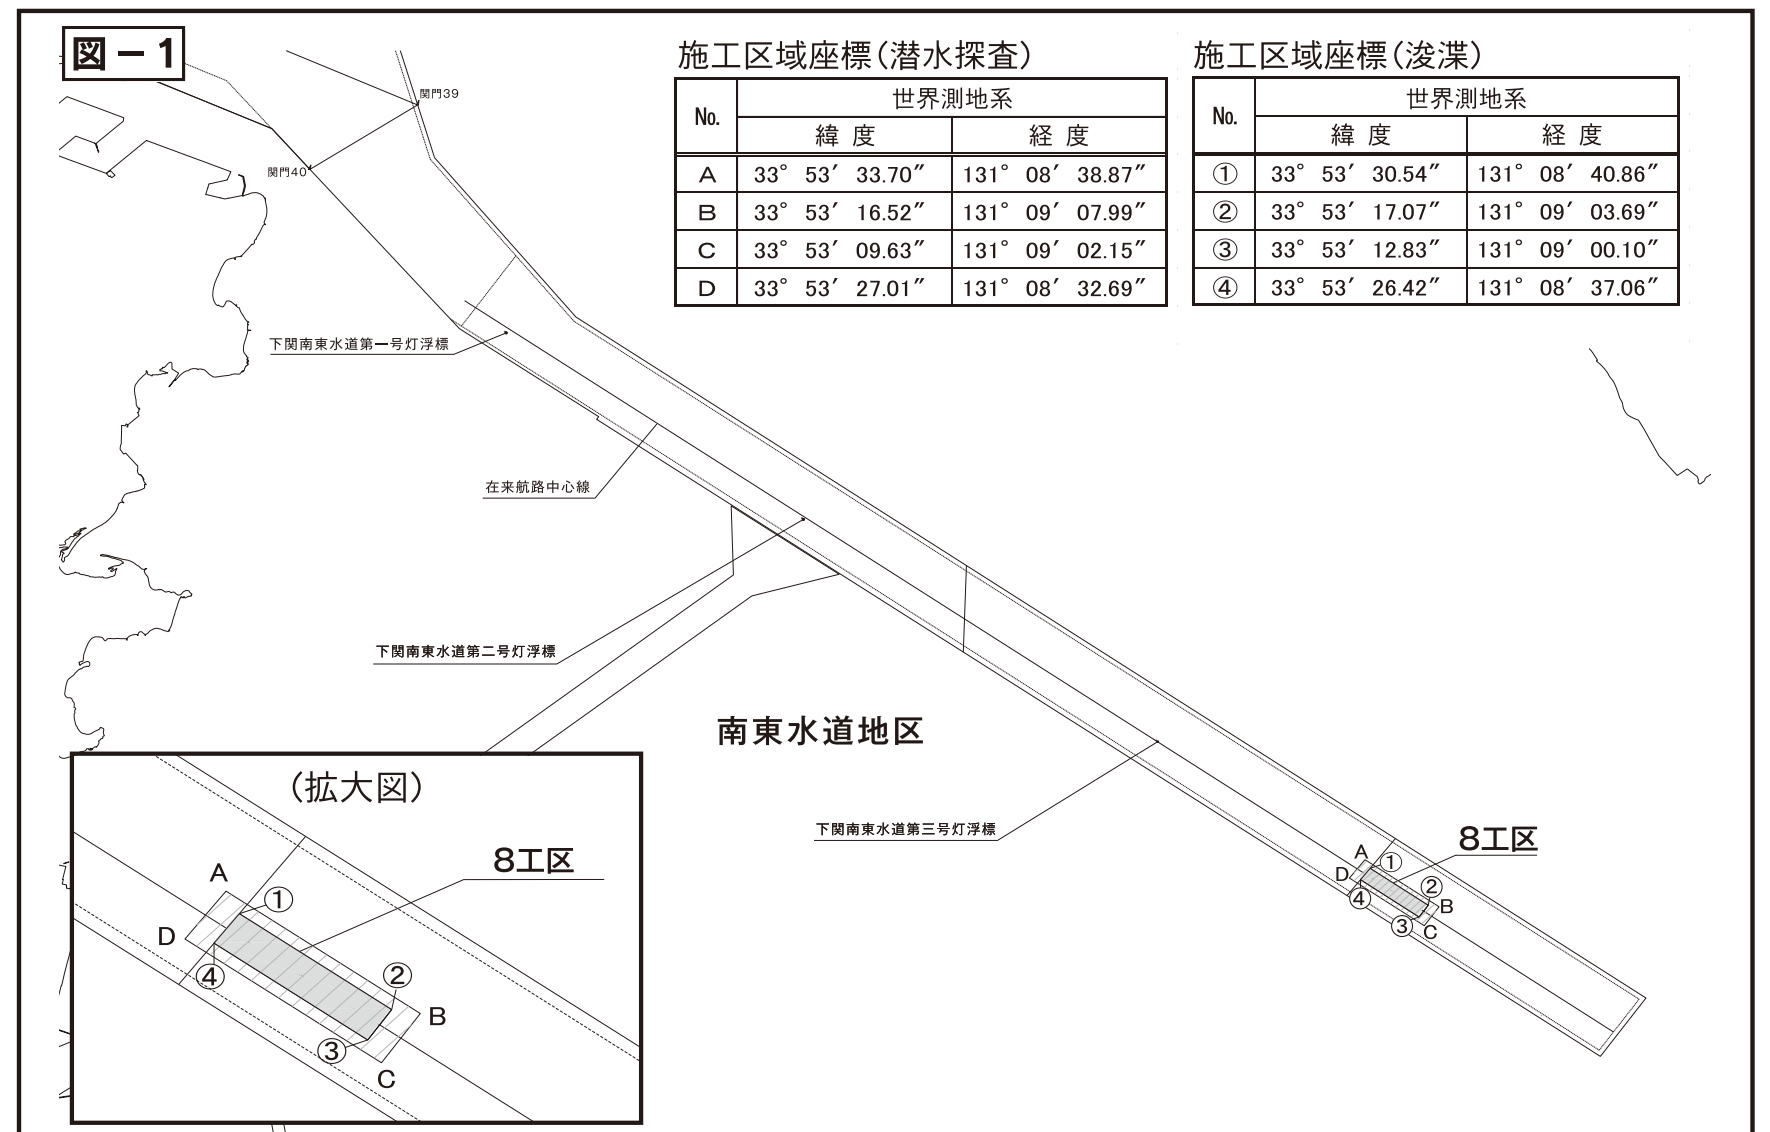 図－1
施工区域座標（潜水探査）
No. 世界測地系
緯度 経度
A 33° 53′ 33.70″ 131° 08′ 38.87″
B 33° 53′ 16.52″ 131° 09′ 07.99″
C 33° 53′ 09.63″ 131° 09′ 02.15″
D 33° 53′ 27.01″ 131° 08′ 32.69″
施工区域座標（浚渫）
No. 世界測地系
緯度 経度
① 33° 53′ 30.54″ 131° 08′ 40.86″
② 33° 53′ 17.07″ 131° 09′ 03.69″
③ 33° 53′ 12.83″ 131° 09′ 00.10″
④ 33° 53′ 26.42″ 131° 08′ 37.06″
関門39
関門40
下関南東水道第一号灯浮標
在来航路中心線
下関南東水道第二号灯浮標
南東水道地区
下関南東水道第三号灯浮標
8工区
A
①
D
②
④
B
③
C
（拡大図）
8工区
A
①
D
④
②
B
③
C